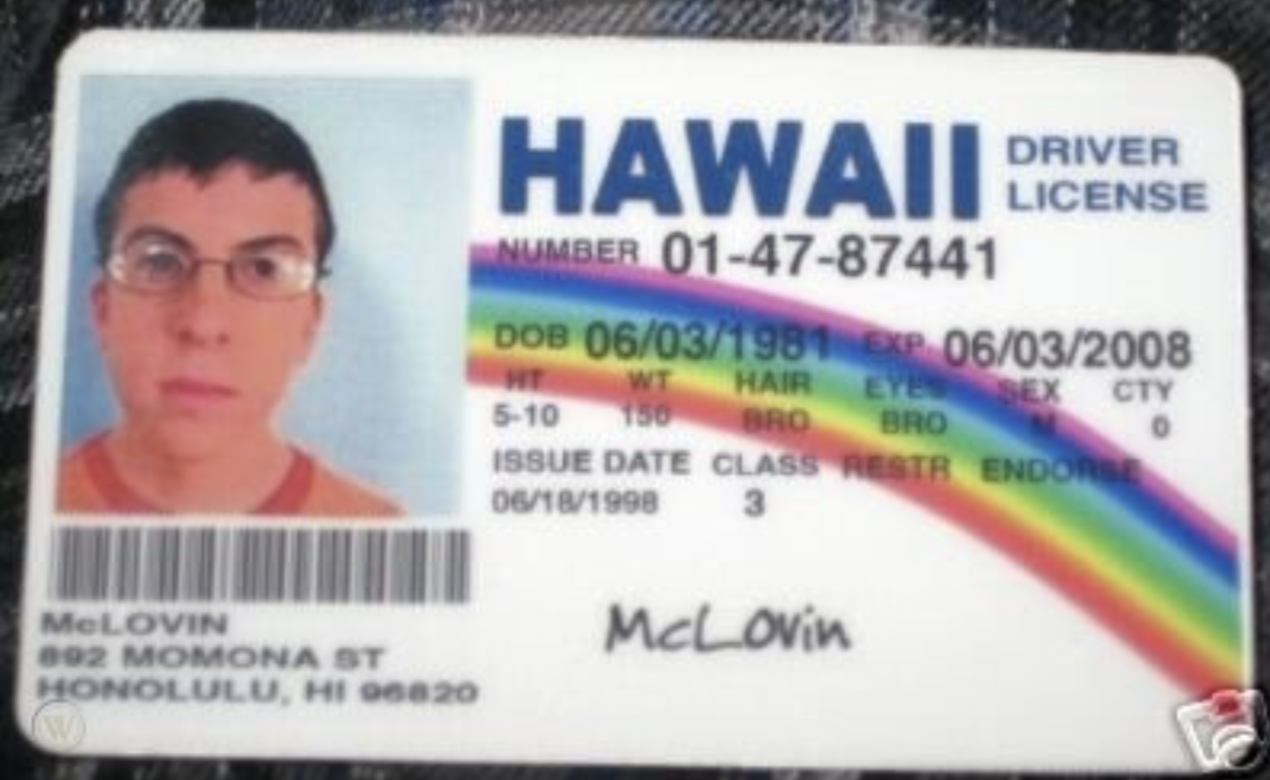 HAWAII DRIVER LICENSE
NUMBER 01-47-87441
DOB 06/03/1981 EXP 06/03/2008
HT WT HAIR EYES SEX CTY
5-10 150 BRO BRO M 0
ISSUE DATE CLASS RESTR ENDORSE
06/18/1998 3
McLovin
McLOVIN
892 MOMONA ST
HONOLULU, HI 96820
W